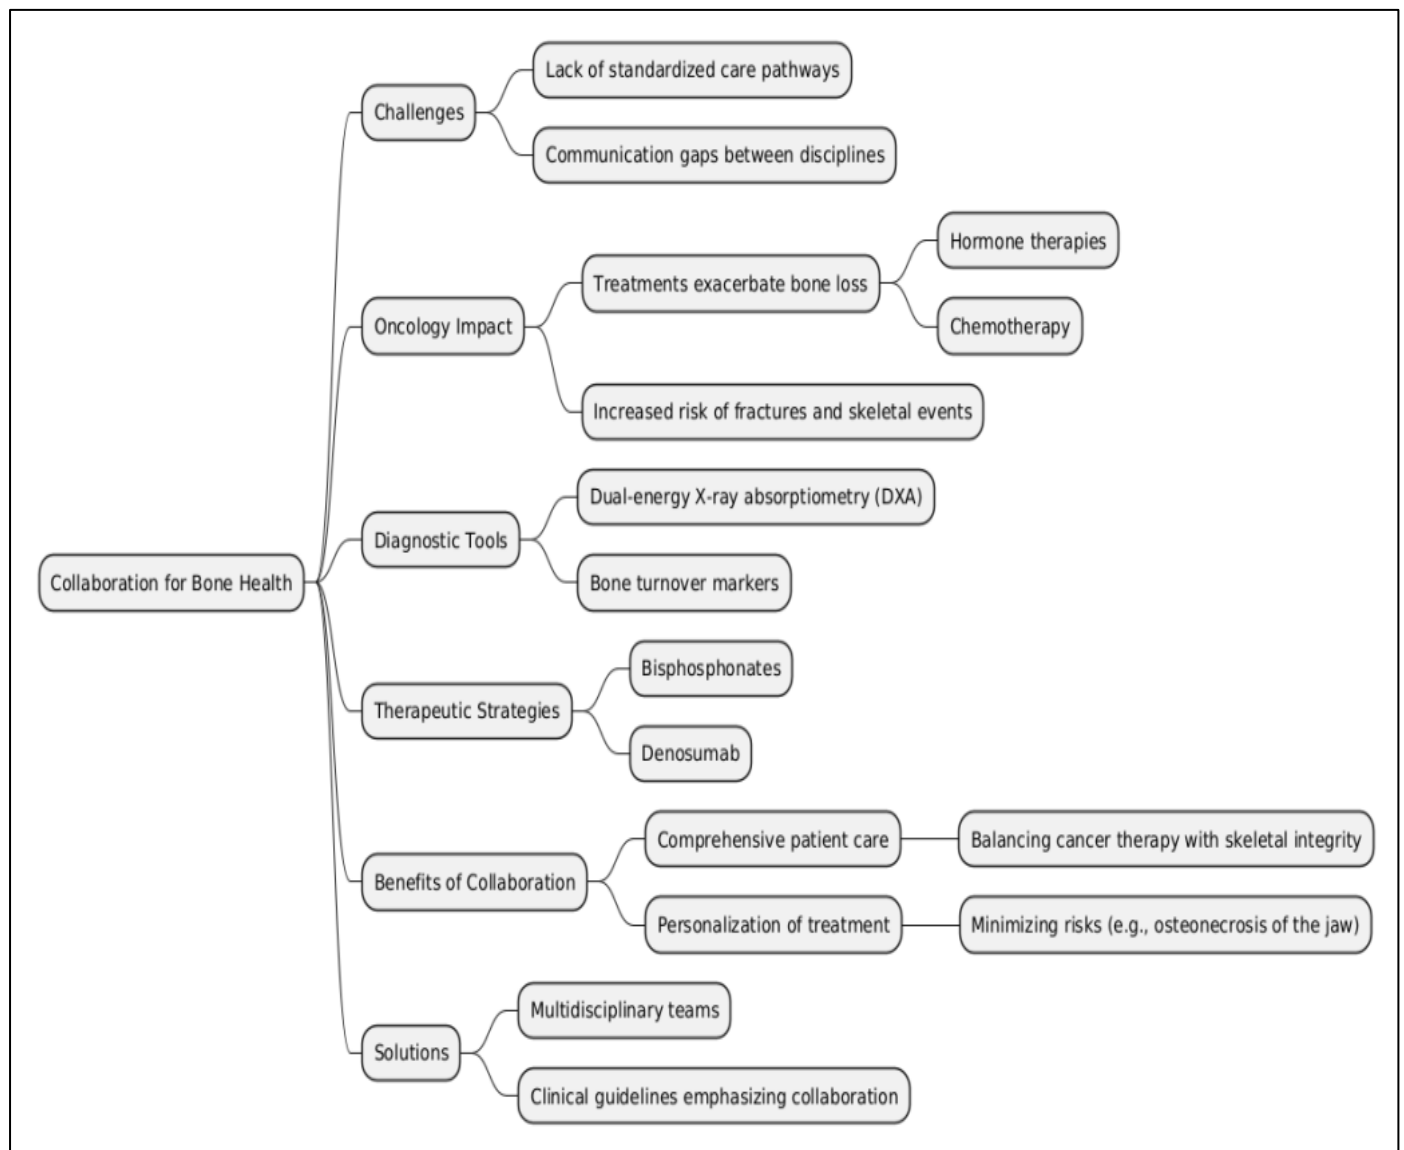 Collaboration for Bone Health
Challenges
Lack of standardized care pathways
Communication gaps between disciplines
Oncology Impact
Treatments exacerbate bone loss
Hormone therapies
Chemotherapy
Increased risk of fractures and skeletal events
Diagnostic Tools
Dual-energy X-ray absorptiometry (DXA)
Bone turnover markers
Therapeutic Strategies
Bisphosphonates
Denosumab
Benefits of Collaboration
Comprehensive patient care
Balancing cancer therapy with skeletal integrity
Personalization of treatment
Minimizing risks (e.g., osteonecrosis of the jaw)
Solutions
Multidisciplinary teams
Clinical guidelines emphasizing collaboration